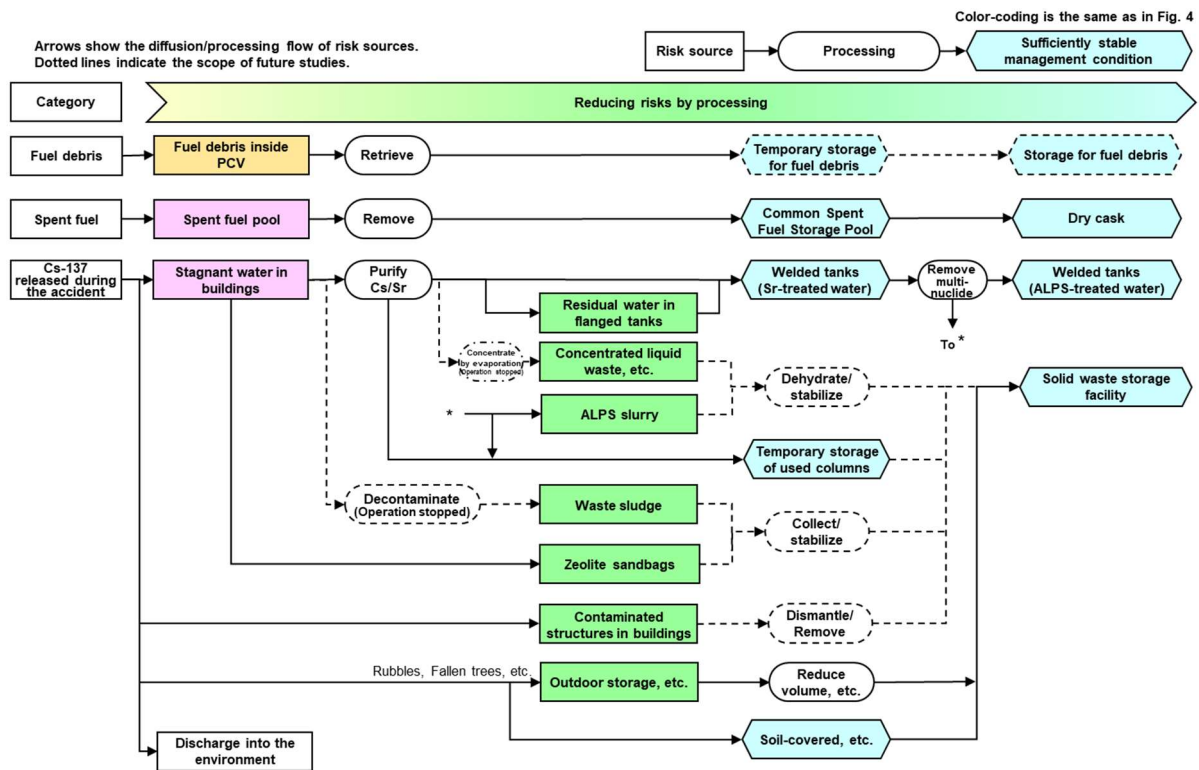 Color-coding is the same as in Fig. 4
Arrows show the diffusion/processing flow of risk sources.
Dotted lines indicate the scope of future studies.
Risk source
Processing
Sufficiently stable
management condition
Category
Reducing risks by processing
Fuel debris
Fuel debris inside
PCV
Retrieve
Temporary storage
for fuel debris
Storage for fuel debris
Spent fuel
Spent fuel pool
Remove
Common Spent
Fuel Storage Pool
Dry cask
Cs-137
released during
the accident
Stagnant water in
buildings
Purify
Cs/Sr
Welded tanks
(Sr-treated water)
Remove
multi-
nuclide
Welded tanks
(ALPS-treated water)
Residual water in
flanged tanks
To *
Concentrate
by evaporation
(Operation stopped)
Concentrated liquid
waste, etc.
Dehydrate/
stabilize
Solid waste storage
facility
*
ALPS slurry
Temporary storage
of used columns
Decontaminate
(Operation stopped)
Waste sludge
Collect/
stabilize
Zeolite sandbags
Contaminated
structures in buildings
Dismantle/
Remove
Rubbles, Fallen trees, etc.
Outdoor storage, etc.
Reduce
volume, etc.
Soil-covered, etc.
Discharge into the
environment